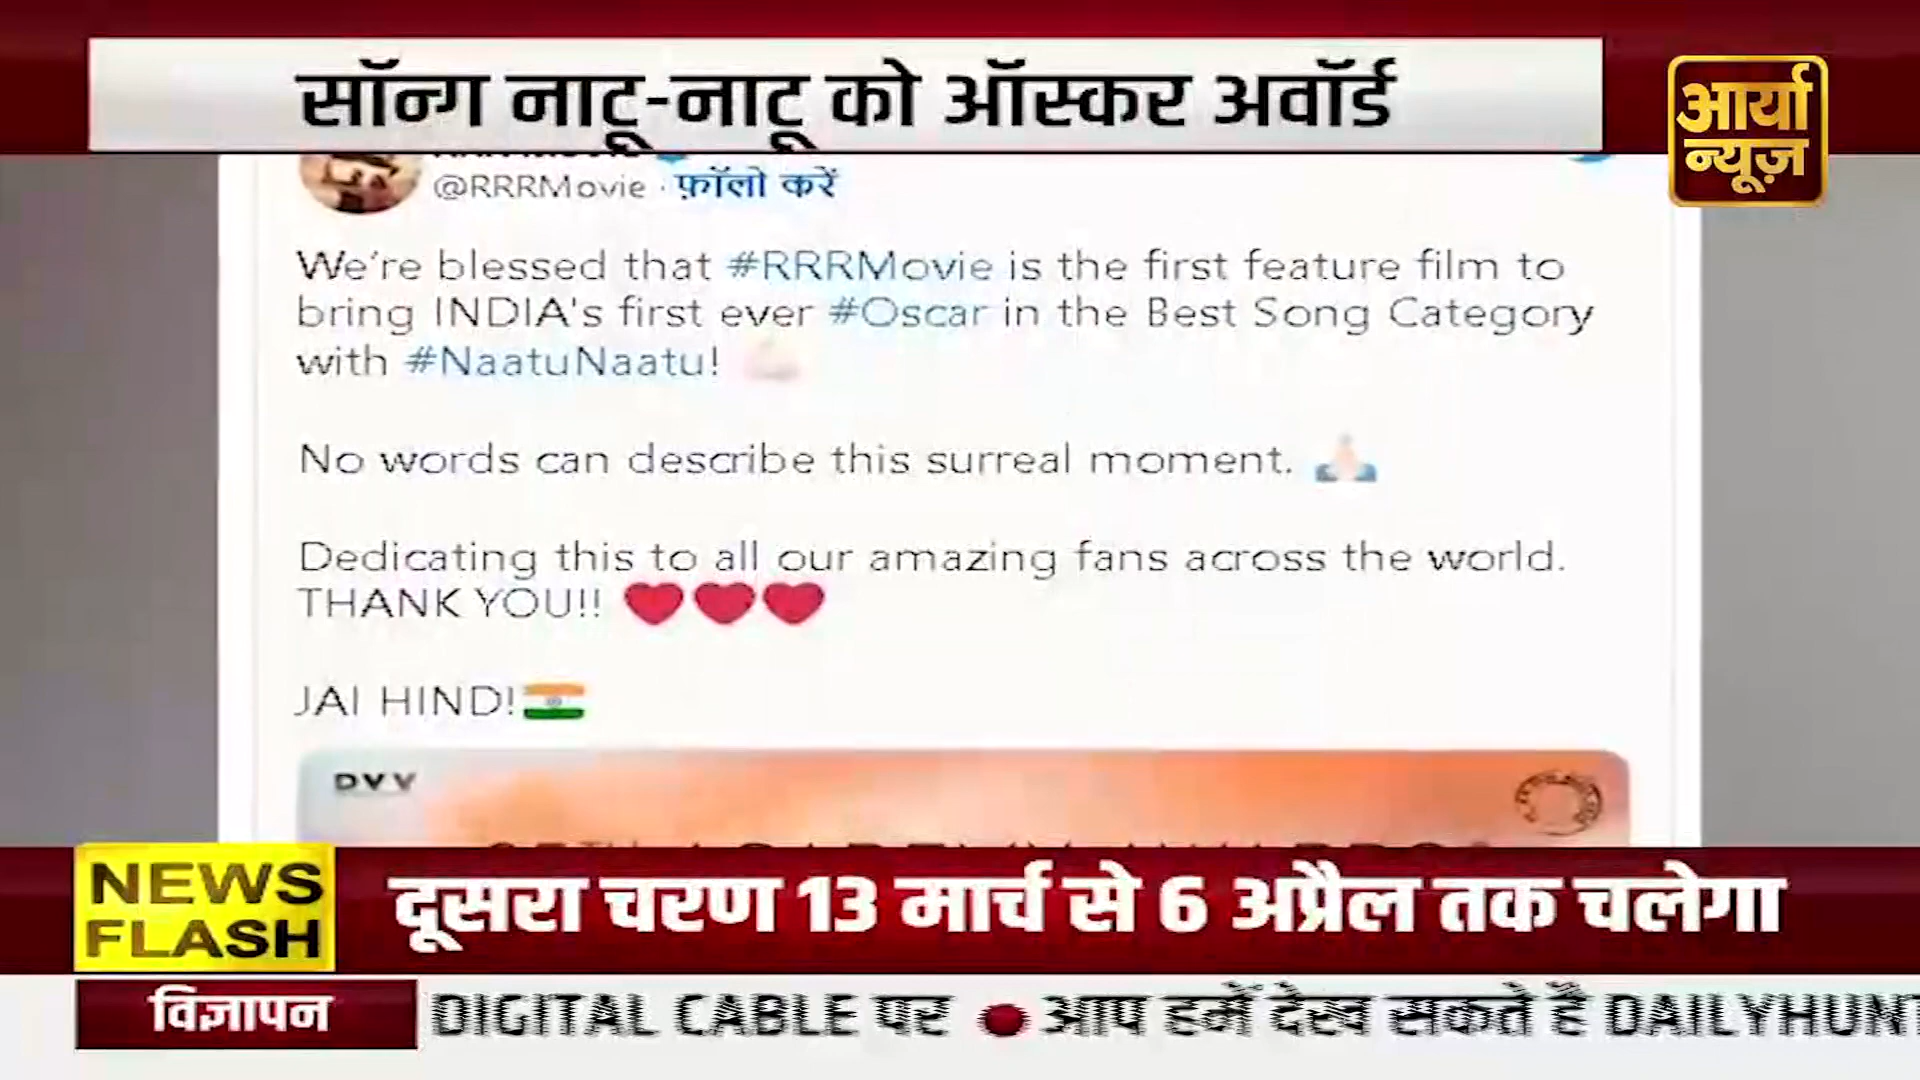 सॉन्ग नाटू-नाटू को ऑस्कर अवॉर्ड
आर्या
न्यूज़
@RRRMovie · फ़ॉलो करें
We're blessed that #RRRMovie is the first feature film to
bring INDIA's first ever #Oscar in the Best Song Category
with #NaatuNaatu!
No words can describe this surreal moment. 🙏🏻
Dedicating this to all our amazing fans across the world.
THANK YOU!! ❤️❤️❤️
JAI HIND!🇮🇳
DVV
NEWS
FLASH
दूसरा चरण 13 मार्च से 6 अप्रैल तक चलेगा
विज्ञापन
DIGITAL CABLE पर ● आप हमें देख सकते है DAILYHUNT